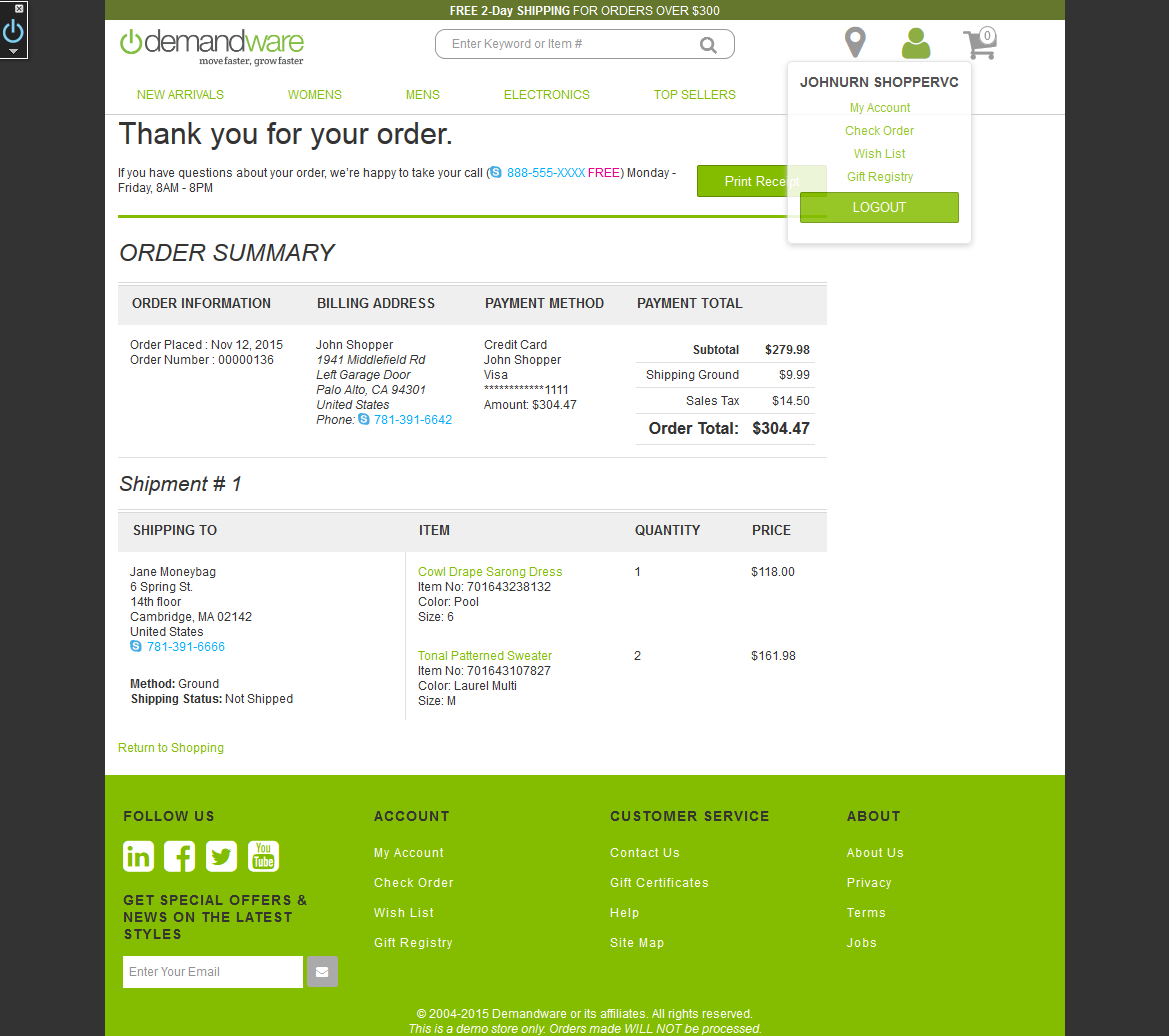 FREE 2-Day SHIPPING FOR ORDERS OVER $300
demandware
move faster, grow faster
Enter Keyword or Item #
0
NEW ARRIVALS
WOMENS
MENS
ELECTRONICS
TOP SELLERS
JOHNURN SHOPPERVC
My Account
Check Order
Wish List
Gift Registry
LOGOUT
Thank you for your order.
If you have questions about your order, we're happy to take your call (888-555-XXXX FREE) Monday -
Friday, 8AM - 8PM
Print Receipt
ORDER SUMMARY
ORDER INFORMATION
Order Placed : Nov 12, 2015
Order Number : 00000136
BILLING ADDRESS
John Shopper
1941 Middlefield Rd
Left Garage Door
Palo Alto, CA 94301
United States
Phone: 781-391-6642
PAYMENT METHOD
Credit Card
John Shopper
Visa
************1111
Amount: $304.47
PAYMENT TOTAL
Subtotal $279.98
Shipping Ground $9.99
Sales Tax $14.50
Order Total: $304.47
Shipment # 1
SHIPPING TO
Jane Moneybag
6 Spring St.
14th floor
Cambridge, MA 02142
United States
781-391-6666
Method: Ground
Shipping Status: Not Shipped
ITEM QUANTITY PRICE
Cowl Drape Sarong Dress 1 $118.00
Item No: 701643238132
Color: Pool
Size: 6
Tonal Patterned Sweater 2 $161.98
Item No: 701643107827
Color: Laurel Multi
Size: M
Return to Shopping
FOLLOW US
in
You
Tube
GET SPECIAL OFFERS &
NEWS ON THE LATEST
STYLES
Enter Your Email
ACCOUNT
My Account
Check Order
Wish List
Gift Registry
CUSTOMER SERVICE
Contact Us
Gift Certificates
Help
Site Map
ABOUT
About Us
Privacy
Terms
Jobs
© 2004-2015 Demandware or its affiliates. All rights reserved.
This is a demo store only. Orders made WILL NOT be processed.